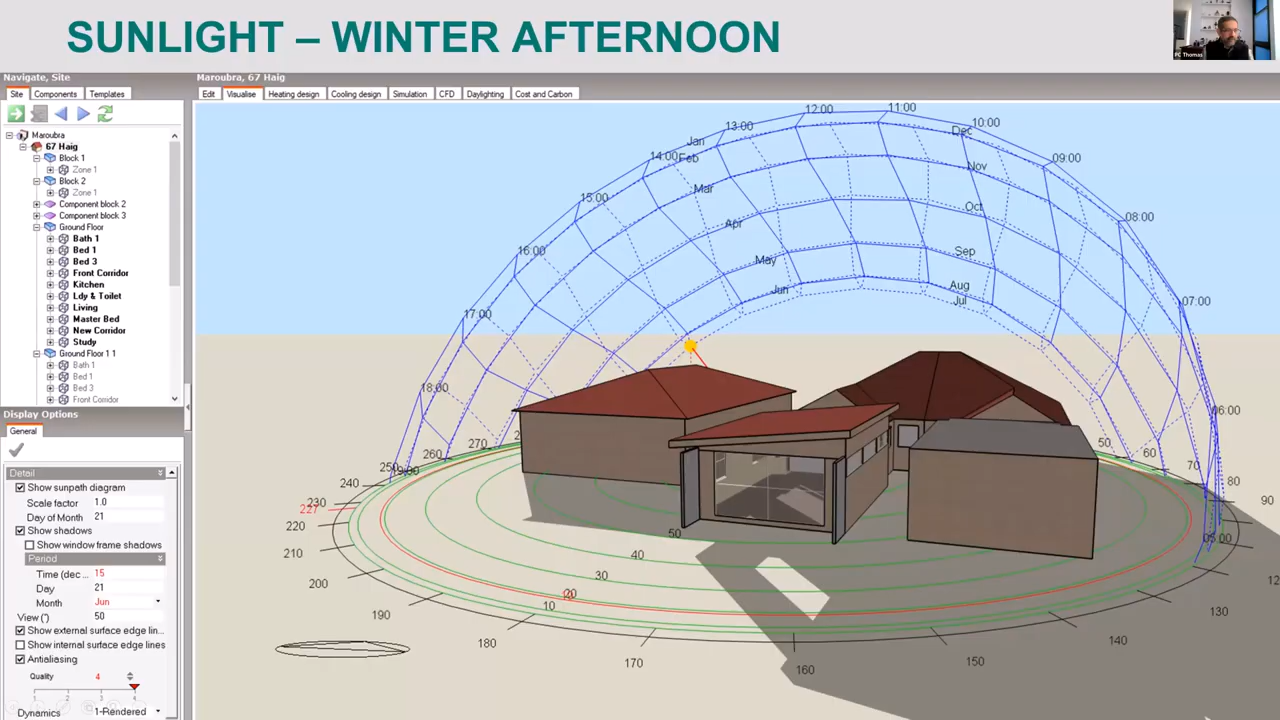 SUNLIGHT – WINTER AFTERNOON
PC Thomas
Navigate, Site
Site Components Templates
Maroubra
67 Haig
Block 1
Zone 1
Block 2
Zone 1
Component block 2
Component block 3
Ground Floor
Bath 1
Bed 1
Bed 3
Front Corridor
Kitchen
Ldy & Toilet
Living
Master Bed
New Corridor
Study
Ground Floor 1 1
Bath 1
Bed 1
Bed 3
Front Corridor
Display Options
General
Detail
Show sunpath diagram
Scale factor 1.0
Day of Month 21
Show shadows
Show window frame shadows
Period
Time (dec ... 15
Day 21
Month Jun
View (°) 50
Show external surface edge lin...
Show internal surface edge lines
Antialiasing
Quality 4
1 2 3 4
Dynamics 1-Rendered
Maroubra, 67 Haig
Edit Visualise Heating design Cooling design Simulation CFD Daylighting Cost and Carbon
12:00 11:00
13:00 Jan Dec 10:00
14:00 Feb Nov 09:00
15:00 Mar Oct 08:00
16:00 Apr Sep
May Aug
Jun Jul 07:00
17:00
18:00 06:00
270 50
260 60
250 19:00 70
240 80
230 90
227
220 05:00
210 50
40
200 30
20
190 10
180
170
160
150
140
130